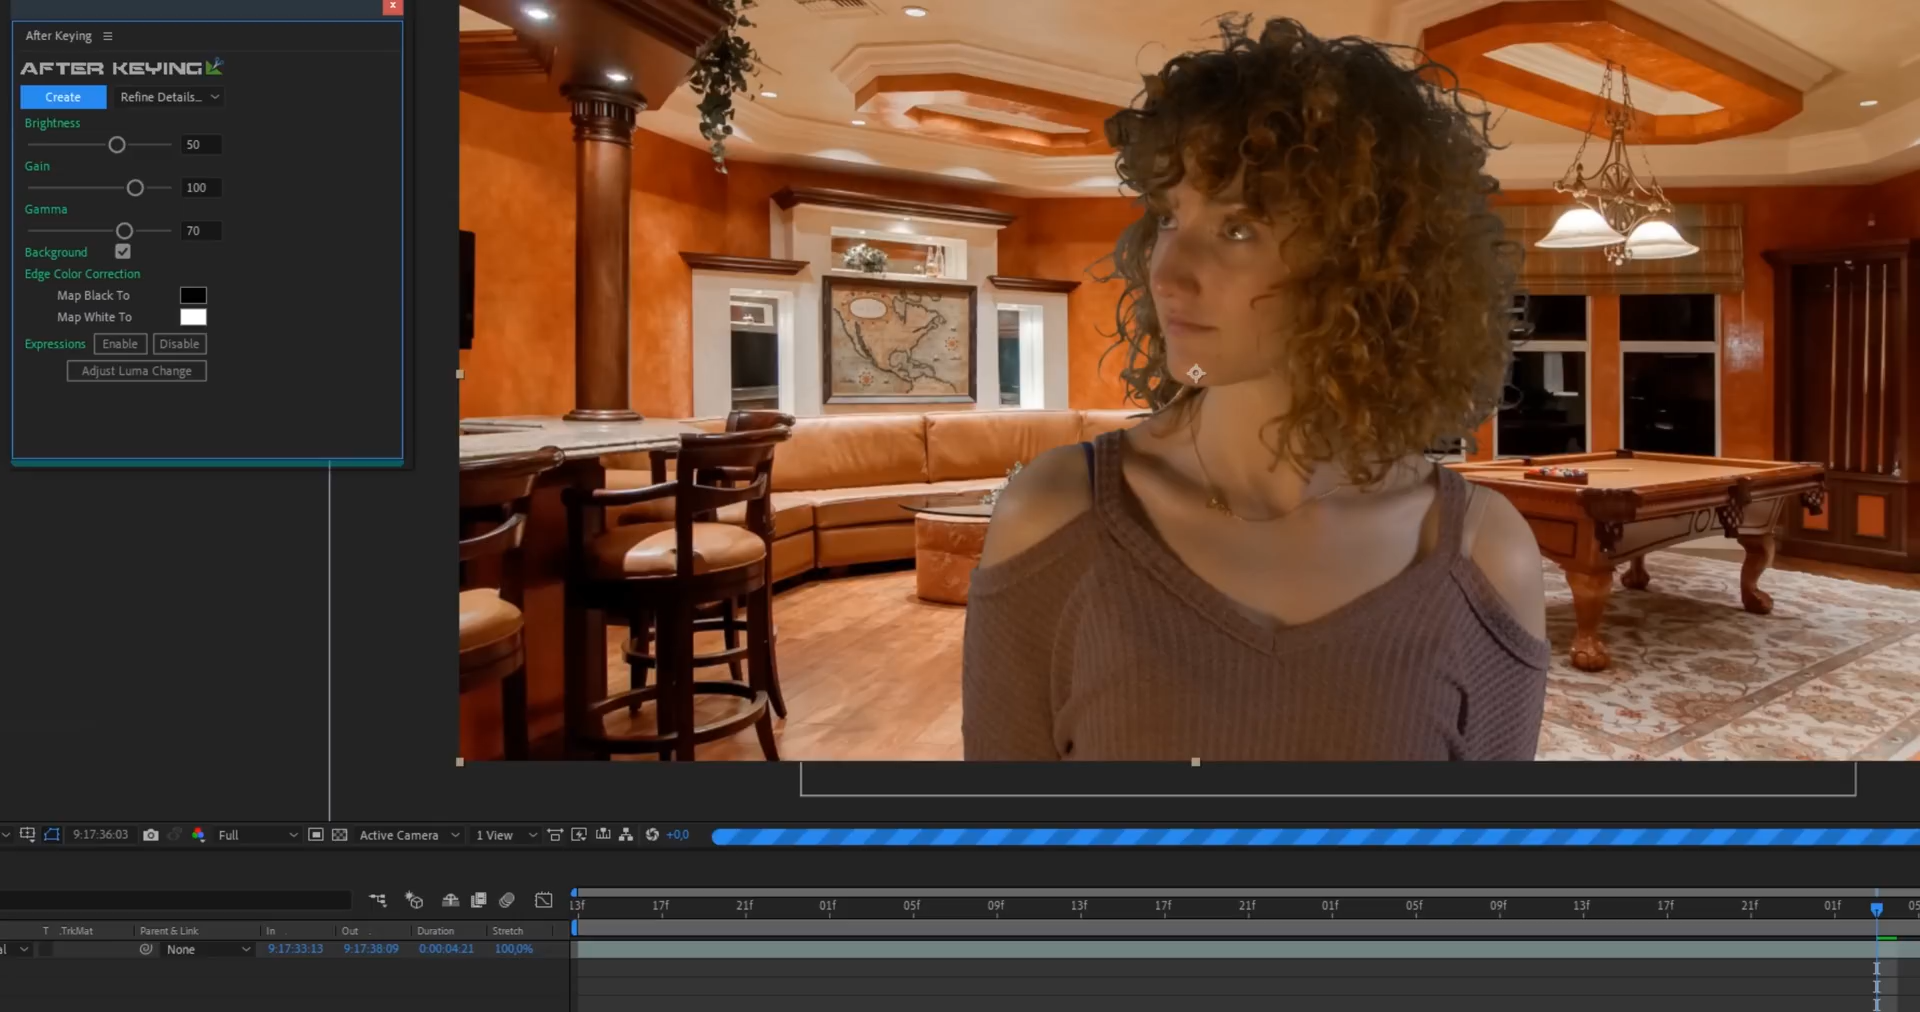 After Keying
AFTER KEYING
Create Refine Details...
Brightness
50
Gain
100
Gamma
70
Background
Edge Color Correction
Map Black To
Map White To
Expressions Enable Disable
Adjust Luma Change
9:17:36:03 Full Active Camera 1 View +0,0
13f 17f 21f 01f 05f 09f 13f 17f 21f 01f 05f 09f 13f 17f 21f 01f 05
T .TrkMat Parent & Link In Out Duration Stretch
al None 9:17:33:13 9:17:38:09 0:00:04:21 100,0%